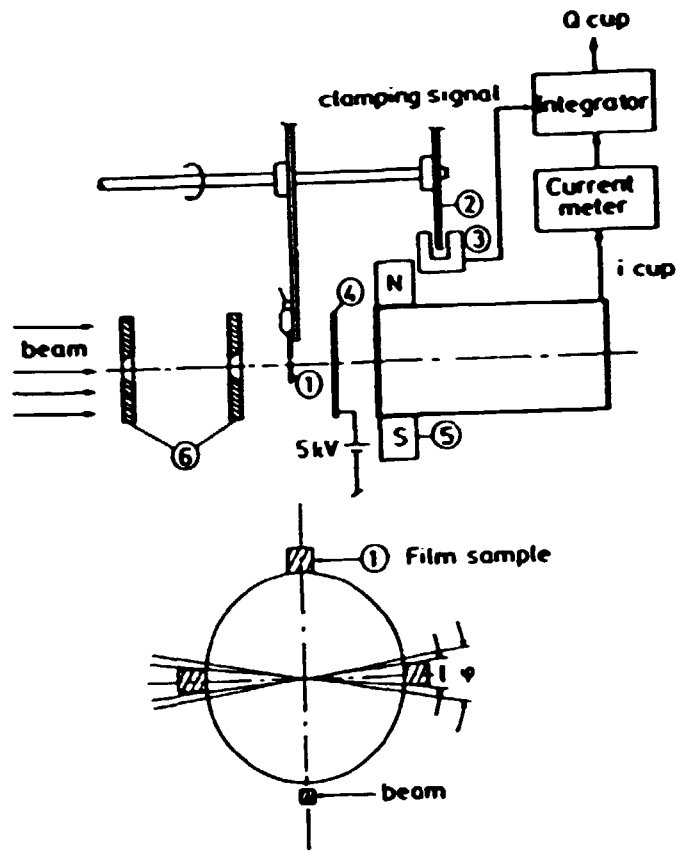 Q cup
clamping signal
integrator
②
Current
meter
③
④
N
i cup
beam
①
5kV
S
⑤
⑥
① Film sample
l φ
beam